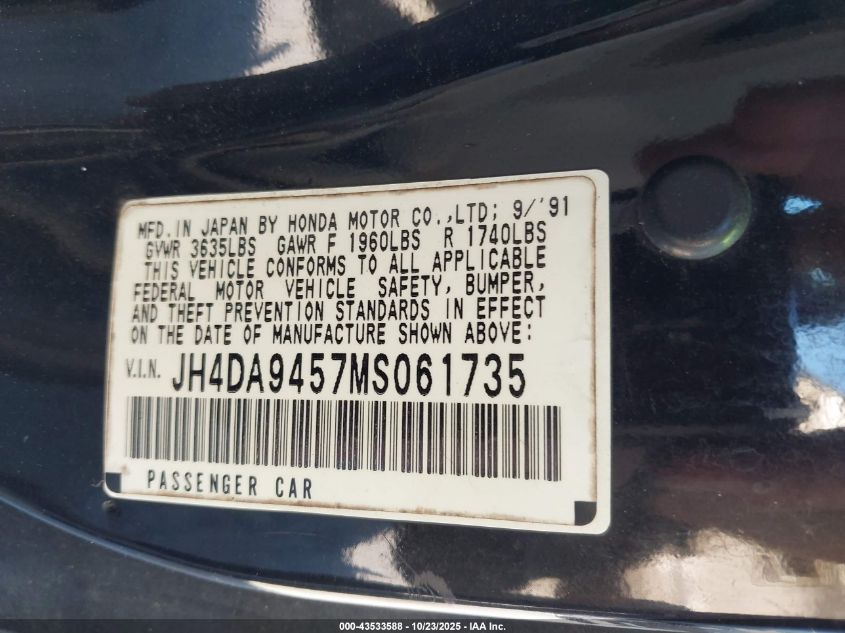 MFD. IN JAPAN BY HONDA MOTOR CO.,LTD; 9/'91
GVWR 3635LBS GAWR F 1960LBS R 1740LBS
THIS VEHICLE CONFORMS TO ALL APPLICABLE
FEDERAL MOTOR VEHICLE SAFETY, BUMPER,
AND THEFT PREVENTION STANDARDS IN EFFECT
ON THE DATE OF MANUFACTURE SHOWN ABOVE:
V.I.N. JH4DA9457MS061735
PASSENGER CAR
000-43533588 - 10/23/2025 - IAA Inc.